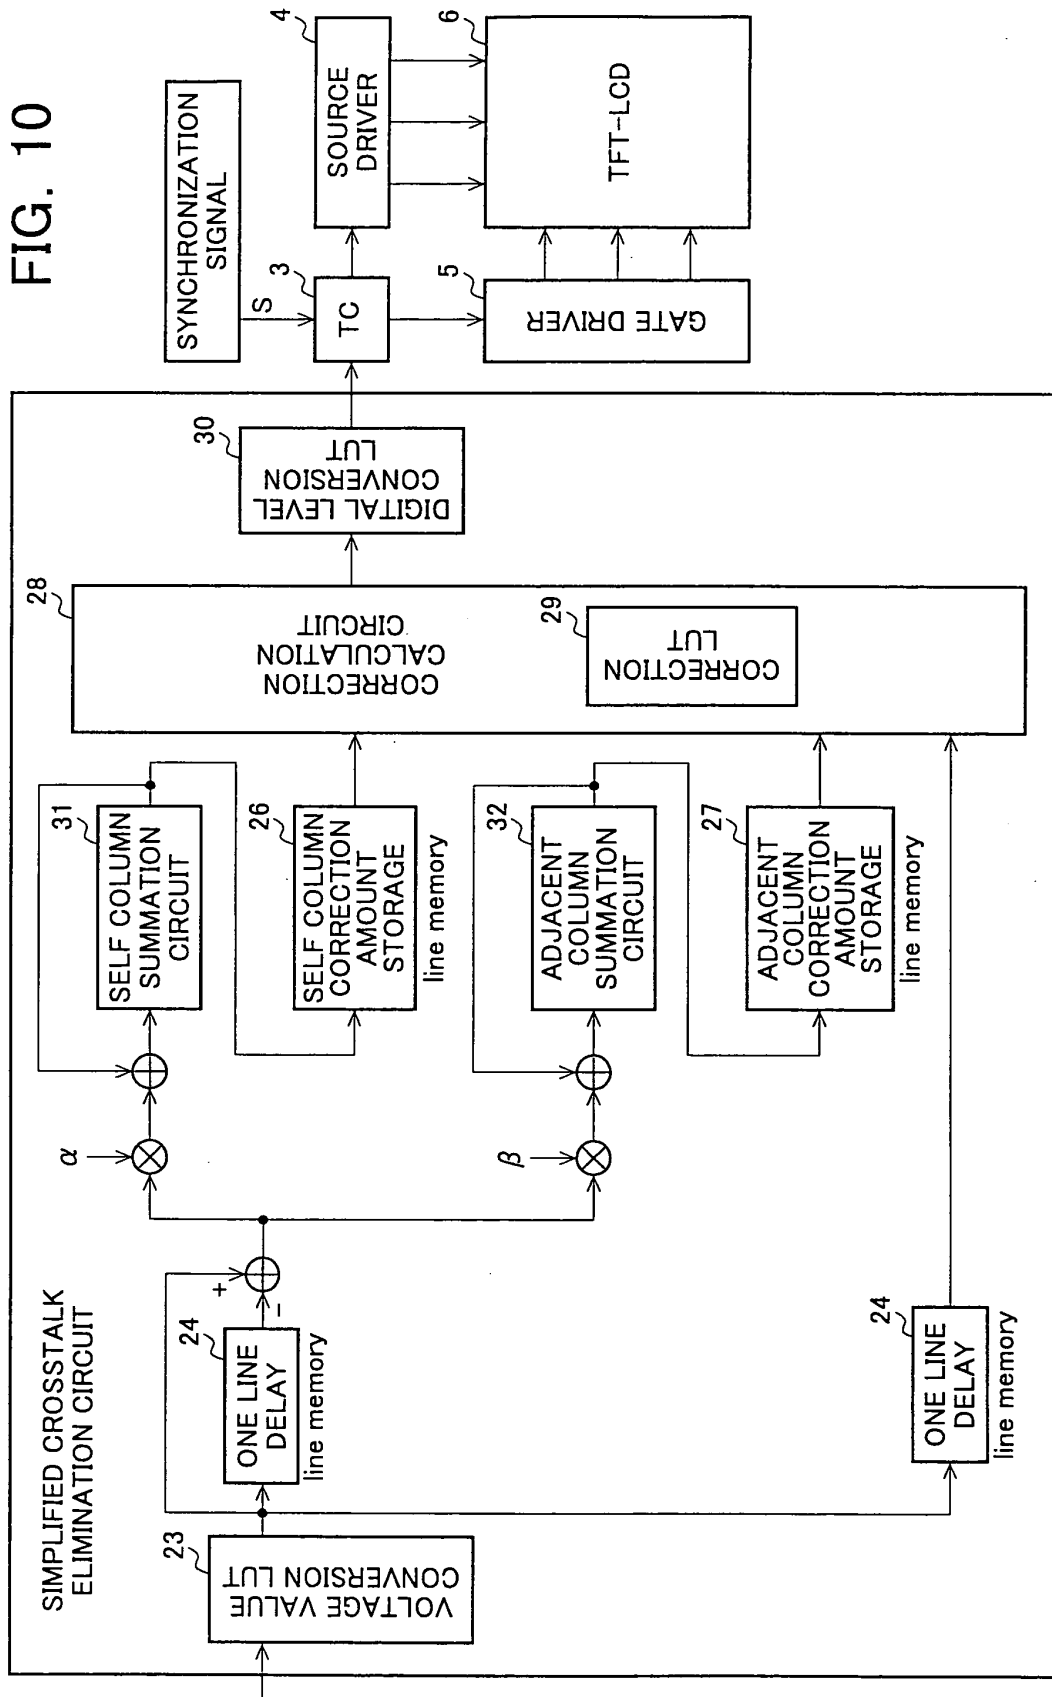 FIG. 10
SIMPLIFIED CROSSTALK
ELIMINATION CIRCUIT
23
VOLTAGE VALUE
CONVERSION LUT
24
ONE LINE
DELAY
line memory
+
-
α
β
31
SELF COLUMN
SUMMATION
CIRCUIT
26
SELF COLUMN
CORRECTION
AMOUNT
STORAGE
line memory
32
ADJACENT
COLUMN
SUMMATION
CIRCUIT
27
ADJACENT
COLUMN
CORRECTION
AMOUNT
STORAGE
line memory
24
ONE LINE
DELAY
line memory
28
CORRECTION
CALCULATION
CIRCUIT
29
CORRECTION
LUT
30
DIGITAL LEVEL
CONVERSION
LUT
SYNCHRONIZATION
SIGNAL
S
3
TC
4
SOURCE
DRIVER
5
GATE DRIVER
6
TFT-LCD